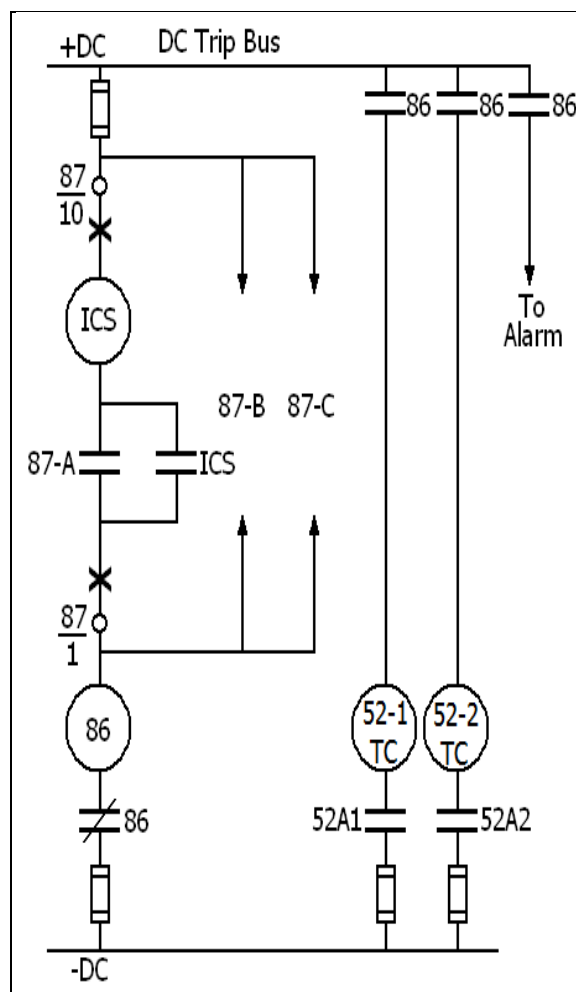 +DC
DC Trip Bus
86
86
86
87
10
ICS
To
Alarm
87-B
87-C
87-A
ICS
87
1
86
52-1
TC
52-2
TC
86
52A1
52A2
-DC